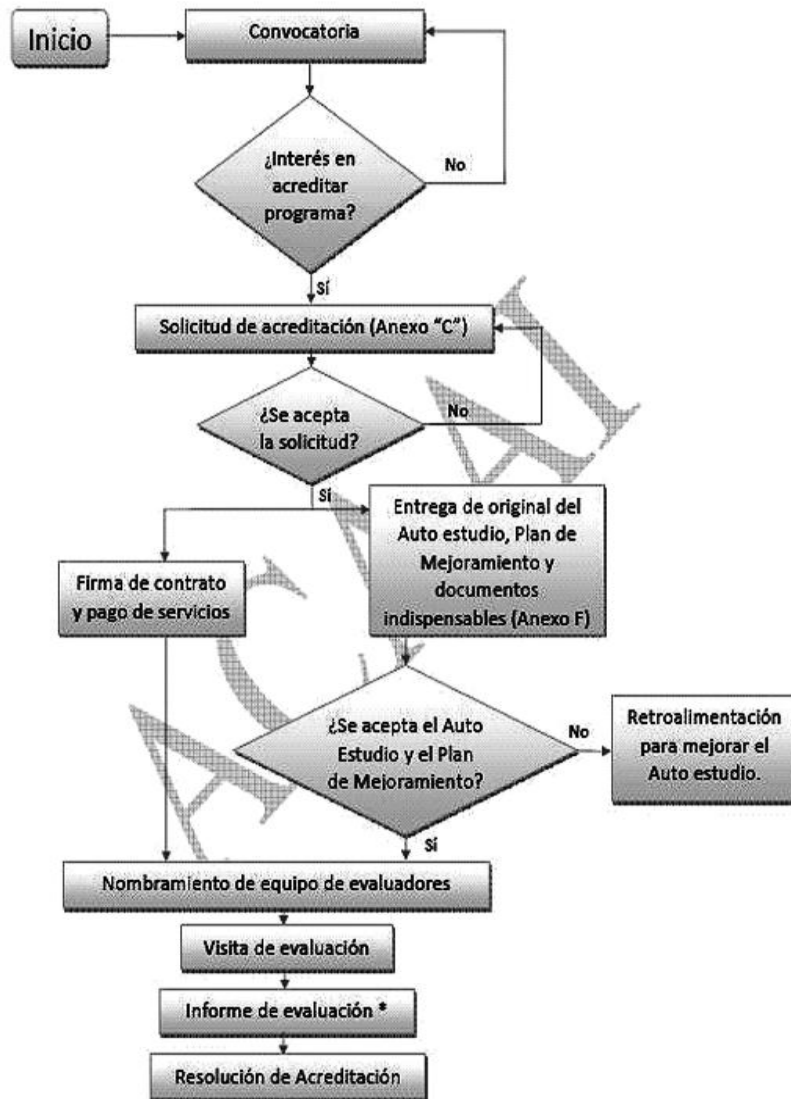 Inicio
Convocatoria
¿Interés en
acreditar
programa?
No
Sí
Solicitud de acreditación (Anexo “C”)
¿Se acepta
la solicitud?
No
Sí
Entrega de original del
Auto estudio, Plan de
Mejoramiento y
documentos
indispensables (Anexo F)
Firma de contrato
y pago de servicios
¿Se acepta el Auto
Estudio y el Plan
de Mejoramiento?
No
Retroalimentación
para mejorar el
Auto estudio.
Sí
Nombramiento de equipo de evaluadores
Visita de evaluación
Informe de evaluación *
Resolución de Acreditación